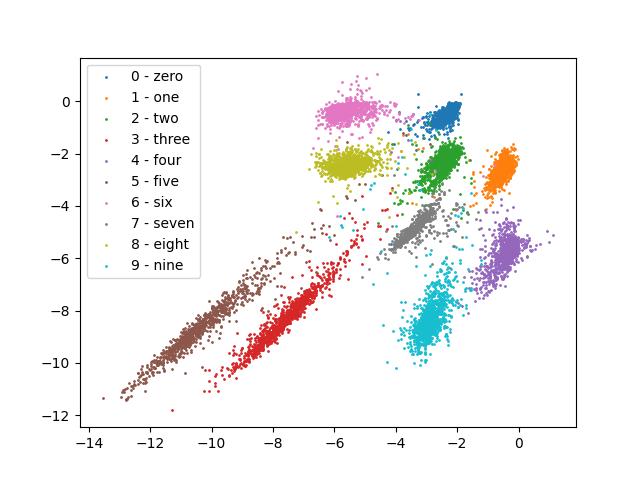 0 - zero
1 - one
2 - two
3 - three
4 - four
5 - five
6 - six
7 - seven
8 - eight
9 - nine
0
−2
−4
−6
−8
−10
−12
−14 −12 −10 −8 −6 −4 −2 0